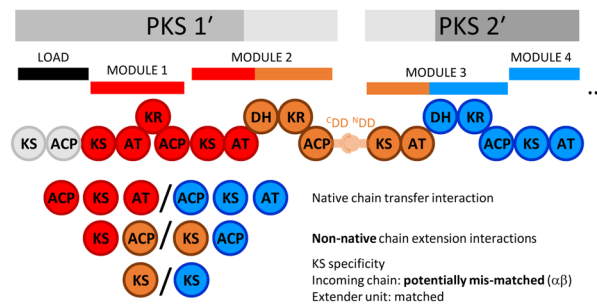 PKS 1′ PKS 2′
LOAD MODULE 1 MODULE 2 MODULE 3 MODULE 4
...
KR DH KR DH KR
KS ACP KS AT ACP KS AT ACP CDD NDD KS AT ACP KS AT
ACP KS AT / ACP KS AT Native chain transfer interaction
KS ACP / KS ACP Non-native chain extension interactions
KS / KS KS specificity
Incoming chain: potentially mis-matched (αβ)
Extender unit: matched